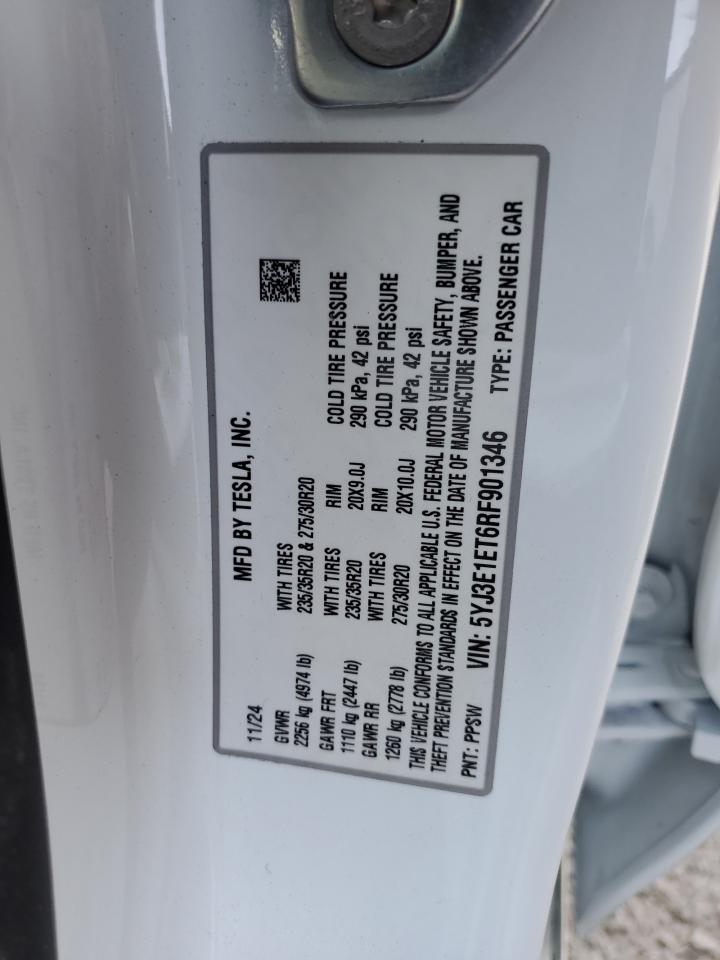 MFD BY TESLA, INC.
11/24
GVWR WITH TIRES
2256 kg (4974 lb) 235/35R20 & 275/30R20
GAWR FRT WITH TIRES RIM COLD TIRE PRESSURE
1110 kg (2447 lb) 235/35R20 20X9.0J 290 kPa, 42 psi
GAWR RR WITH TIRES RIM COLD TIRE PRESSURE
1260 kg (2778 lb) 275/30R20 20X10.0J 290 kPa, 42 psi
THIS VEHICLE CONFORMS TO ALL APPLICABLE U.S. FEDERAL MOTOR VEHICLE SAFETY, BUMPER, AND
THEFT PREVENTION STANDARDS IN EFFECT ON THE DATE OF MANUFACTURE SHOWN ABOVE.
PNT: PPSW VIN: 5YJ3E1ET6RF901346 TYPE: PASSENGER CAR